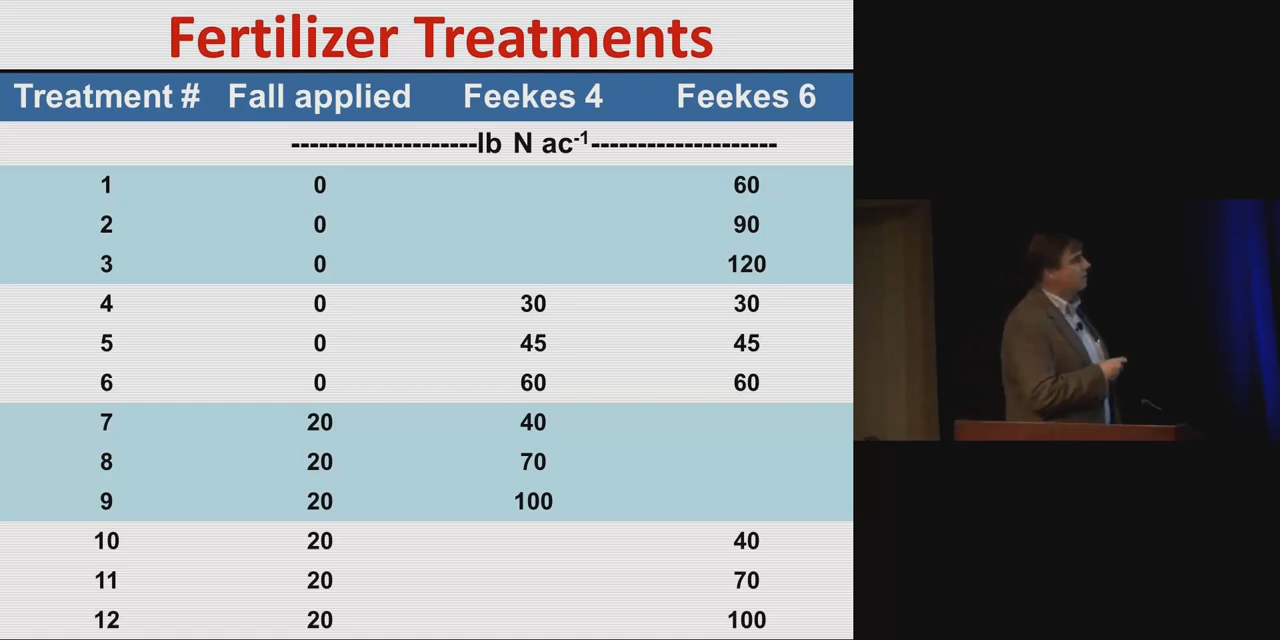 Fertilizer Treatments
Treatment # Fall applied Feekes 4 Feekes 6
--------------------lb N ac-1--------------------
1 0 60
2 0 90
3 0 120
4 0 30 30
5 0 45 45
6 0 60 60
7 20 40
8 20 70
9 20 100
10 20 40
11 20 70
12 20 100